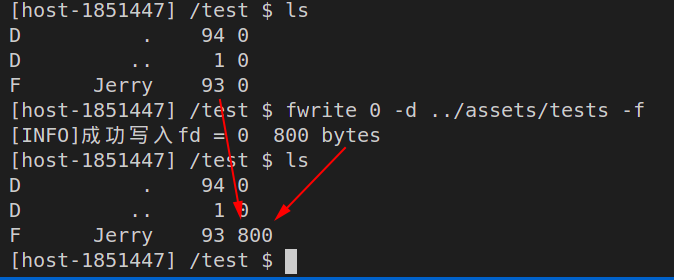 [host-1851447] /test $ ls
D          .    94 0
D         ..     1 0
F      Jerry    93 0
[host-1851447] /test $ fwrite 0 -d ../assets/tests -f
[INFO]成功写入fd = 0  800 bytes
[host-1851447] /test $ ls
D          .    94 0
D         ..     1 0
F      Jerry    93 800
[host-1851447] /test $